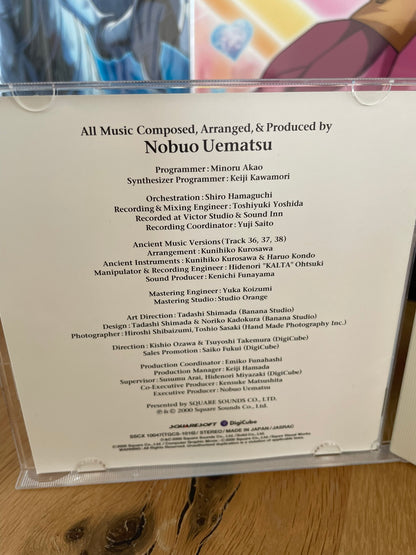 All Music Composed, Arranged, & Produced by
Nobuo Uematsu
Programmer : Minoru Akao
Synthesizer Programmer : Keiji Kawamori
Orchestration : Shiro Hamaguchi
Recording & Mixing Engineer : Toshiyuki Yoshida
Recorded at Victor Studio & Sound Inn
Recording Coordinator : Yuji Saito
Ancient Music Versions (Track 36, 37, 38)
Arrangement : Kunihiko Kurosawa
Ancient Instruments : Kunihiko Kurosawa & Haruo Kondo
Manipulator & Recording Engineer : Hidenori "KALTA" Ohtsuki
Sound Producer : Kenichi Funayama
Mastering Engineer : Yuka Koizumi
Mastering Studio : Studio Orange
Art Direction : Tadashi Shimada (Banana Studio)
Design : Tadashi Shimada & Noriko Kadokura (Banana Studio)
Photographer : Hiroshi Shibaizumi, Toshio Sasaki (Hand Made Photography Inc.)
Direction : Kishio Ozawa & Tsuyoshi Takemura (DigiCube)
Sales Promotion : Saiko Fukui (DigiCube)
Production Coordinator : Emiko Funahashi
Production Manager : Keiji Hamada
Supervisor : Susumu Arai, Hidenori Miyazaki (DigiCube)
Co-Executive Producer : Kensuke Matsushita
Executive Producer : Nobuo Uematsu
Presented by SQUARE SOUNDS CO., LTD.
℗ © 2000 Square Sounds Co., Ltd.
SQUARESOFT DigiCube
SSCX 10047(TGCS-1010) / STEREO / MADE IN JAPAN / JASRAC